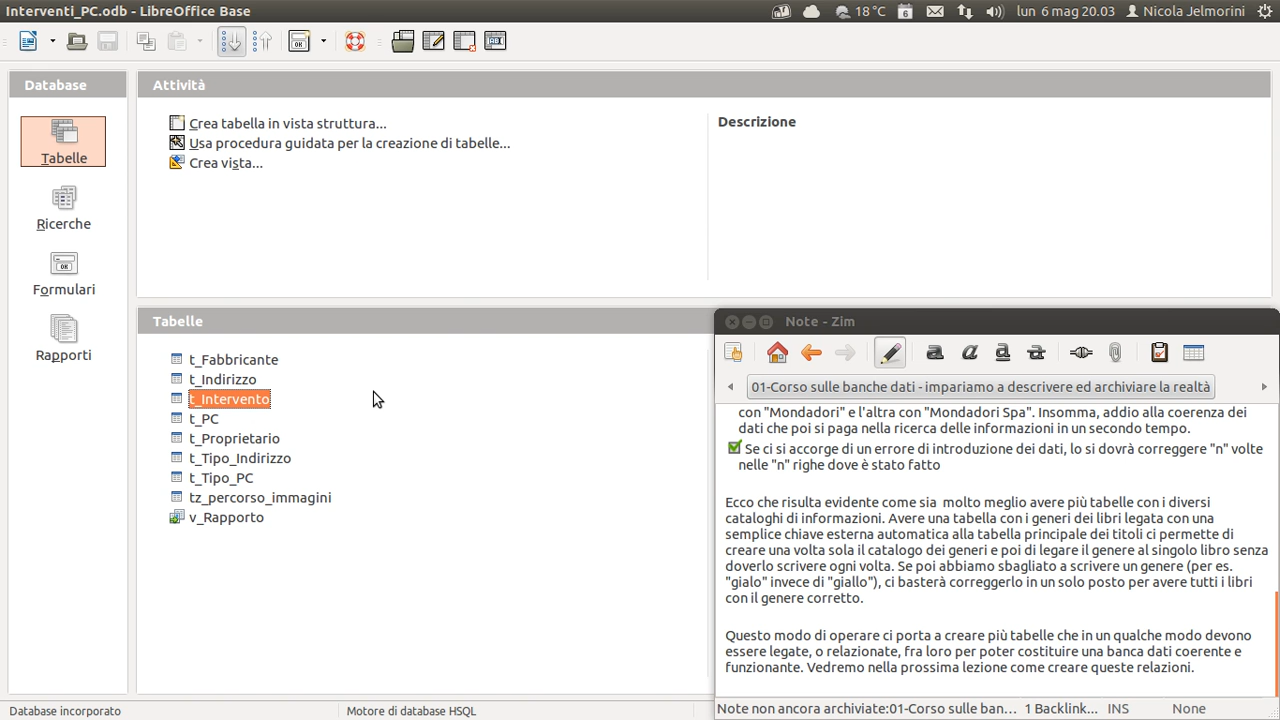 Interventi_PC.odb - LibreOffice Base
18 °C
6
lun 6 mag 20.03
Nicola Jelmorini
Database
Tabelle
Ricerche
Formulari
Rapporti
Attività
Crea tabella in vista struttura...
Usa procedura guidata per la creazione di tabelle...
Crea vista...
Descrizione
Tabelle
t_Fabbricante
t_Indirizzo
t_Intervento
t_PC
t_Proprietario
t_Tipo_Indirizzo
t_Tipo_PC
tz_percorso_immagini
v_Rapporto
Note - Zim
01-Corso sulle banche dati - impariamo a descrivere ed archiviare la realtà
con "Mondadori" e l'altra con "Mondadori Spa". Insomma, addio alla coerenza dei
dati che poi si paga nella ricerca delle informazioni in un secondo tempo.
Se ci si accorge di un errore di introduzione dei dati, lo si dovrà correggere "n" volte
nelle "n" righe dove è stato fatto
Ecco che risulta evidente come sia  molto meglio avere più tabelle con i diversi
cataloghi di informazioni. Avere una tabella con i generi dei libri legata con una
semplice chiave esterna automatica alla tabella principale dei titoli ci permette di
creare una volta sola il catalogo dei generi e poi di legare il genere al singolo libro senza
doverlo scrivere ogni volta. Se poi abbiamo sbagliato a scrivere un genere (per es.
"gialo" invece di "giallo"), ci basterà correggerlo in un solo posto per avere tutti i libri
con il genere corretto.
Questo modo di operare ci porta a creare più tabelle che in un qualche modo devono
essere legate, o relazionate, fra loro per poter costituire una banca dati coerente e
funzionante. Vedremo nella prossima lezione come creare queste relazioni.
Note non ancora archiviate:01-Corso sulle ban... 1 Backlink... INS None
Database incorporato
Motore di database HSQL